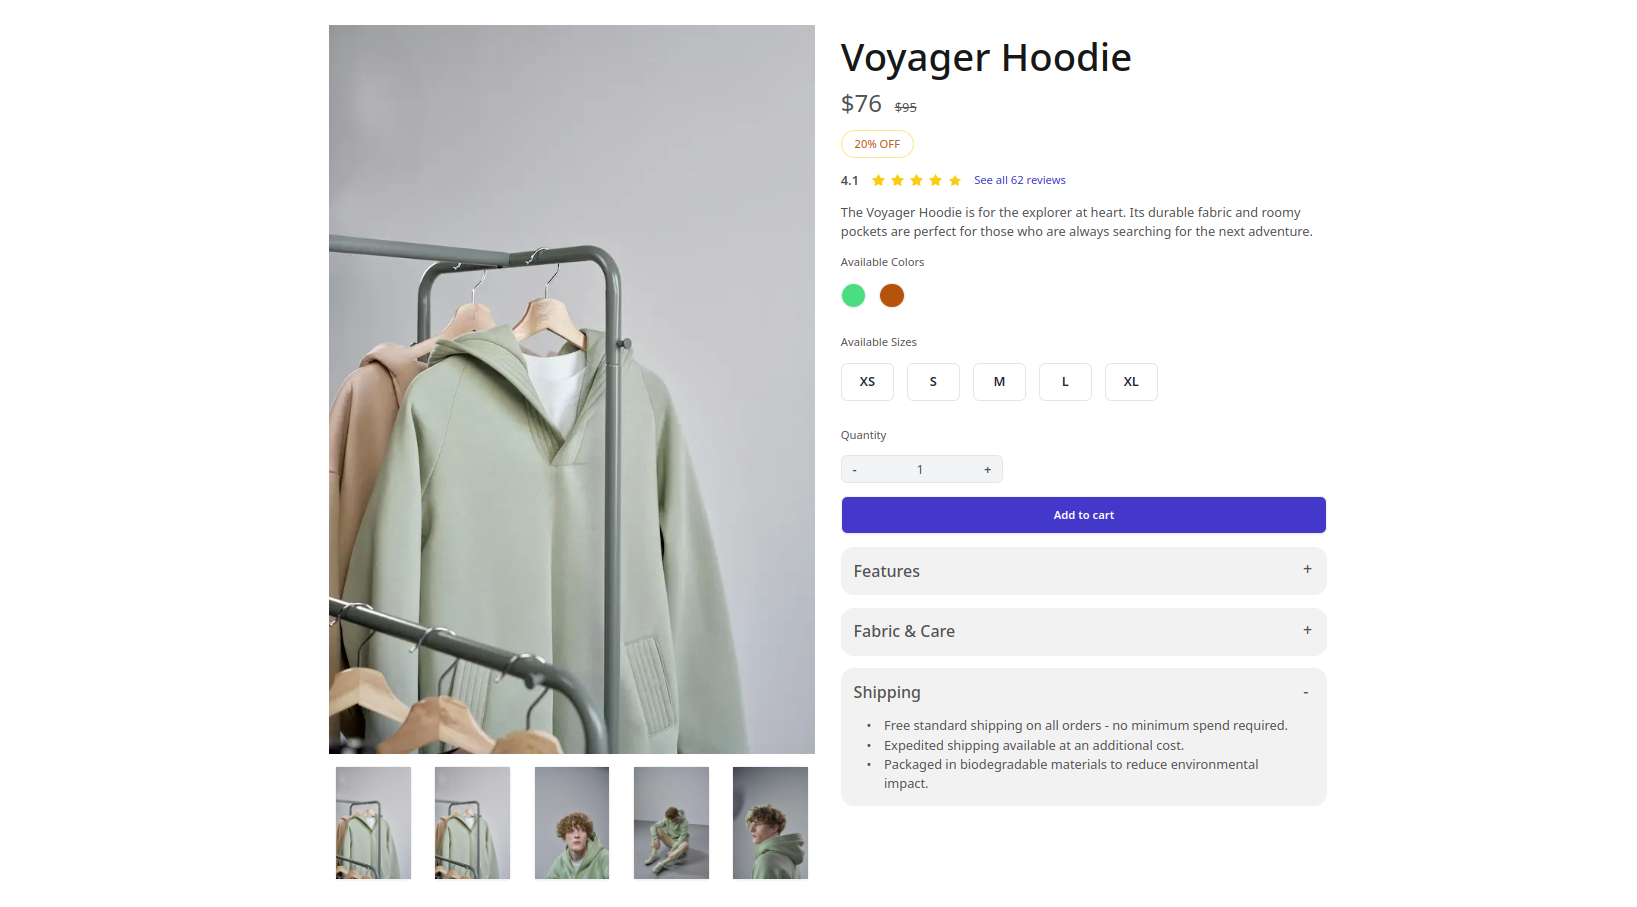 Voyager Hoodie
$76 $95
20% OFF
4.1 See all 62 reviews
The Voyager Hoodie is for the explorer at heart. Its durable fabric and roomy
pockets are perfect for those who are always searching for the next adventure.
Available Colors
Available Sizes
XS S M L XL
Quantity
- 1 +
Add to cart
Features +
Fabric & Care +
Shipping -
• Free standard shipping on all orders - no minimum spend required.
• Expedited shipping available at an additional cost.
• Packaged in biodegradable materials to reduce environmental
impact.